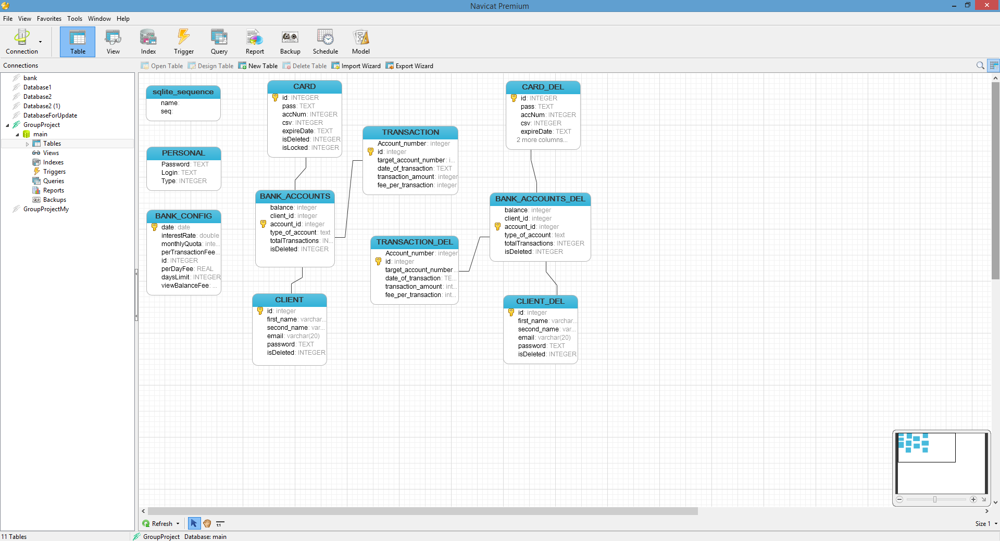 Navicat Premium
File View Favorites Tools Window Help
Connection Table View Index Trigger Query Report Backup Schedule Model
Connections
Open Table Design Table New Table Delete Table Import Wizard Export Wizard
bank
Database1
Database2
Database2 (1)
DatabaseForUpdate
GroupProject
main
Tables
Views
Indexes
Triggers
Queries
Reports
Backups
GroupProjectMy
sqlite_sequence
name:
seq:
PERSONAL
Password: TEXT
Login: TEXT
Type: INTEGER
BANK_CONFIG
date: date
interestRate: double
monthlyQuota: inte...
perTransactionFee...
id: INTEGER
perDayFee: REAL
daysLimit: INTEGER
viewBalanceFee: ...
CARD
id: INTEGER
pass: TEXT
accNum: INTEGER
csv: INTEGER
expireDate: TEXT
isDeleted: INTEGER
isLocked: INTEGER
BANK_ACCOUNTS
balance: integer
client_id: integer
account_id: integer
type_of_account: text
totalTransactions: IN...
isDeleted: INTEGER
CLIENT
id: integer
first_name: varchar...
second_name: var...
email: varchar(20)
password: TEXT
isDeleted: INTEGER
TRANSACTION
Account_number: integer
id: integer
target_account_number: i...
date_of_transaction: TEXT
transaction_amount: integer
fee_per_transaction: integer
TRANSACTION_DEL
Account_number: integer
id: integer
target_account_number...
date_of_transaction: TE...
transaction_amount: int...
fee_per_transaction: int...
CARD_DEL
id: INTEGER
pass: TEXT
accNum: INTEGER
csv: INTEGER
expireDate: TEXT
2 more columns...
BANK_ACCOUNTS_DEL
balance: integer
client_id: integer
account_id: integer
type_of_account: text
totalTransactions: INTEGER
isDeleted: INTEGER
CLIENT_DEL
id: integer
first_name: varchar...
second_name: var...
email: varchar(20)
password: TEXT
isDeleted: INTEGER
Refresh 1:1 Size 1
11 Tables GroupProject Database: main